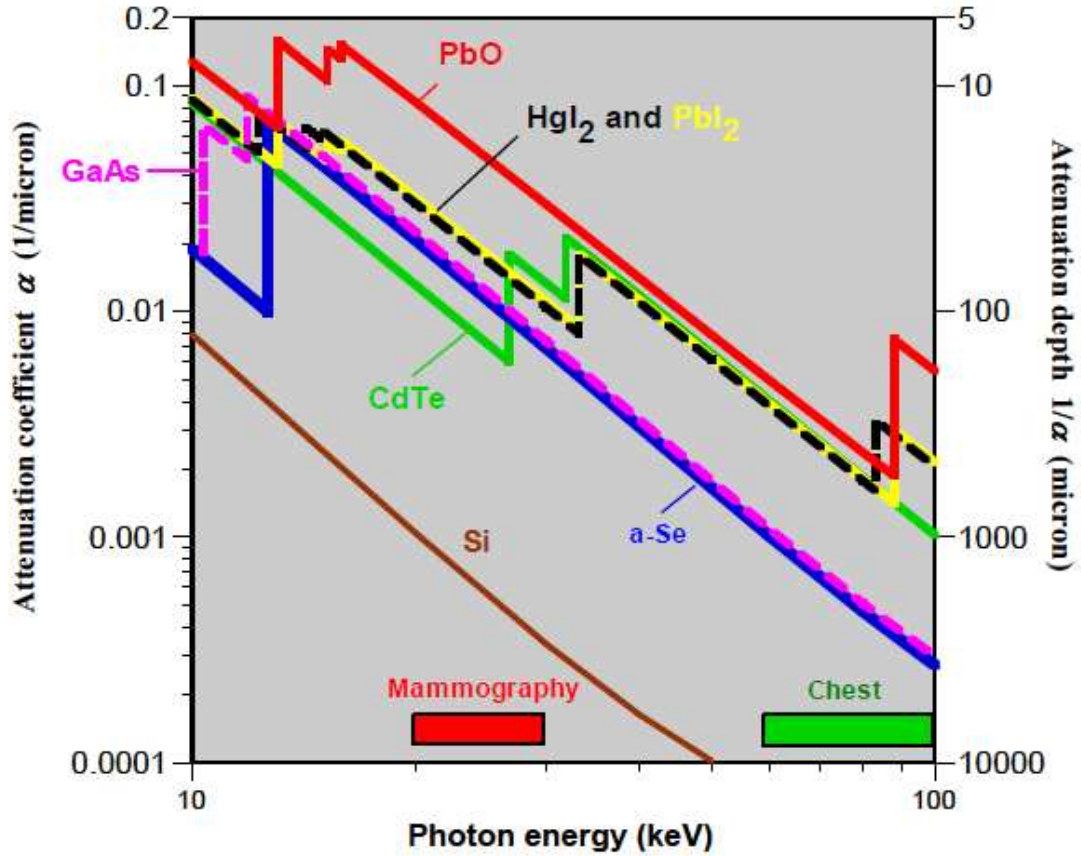 0.2
0.1
0.01
0.001
0.0001
Attenuation coefficient α (1/micron)
5
10
100
1000
10000
Attenuation depth 1/α (micron)
PbO
HgI2 and PbI2
GaAs
CdTe
a-Se
Si
Mammography
Chest
10
100
Photon energy (keV)